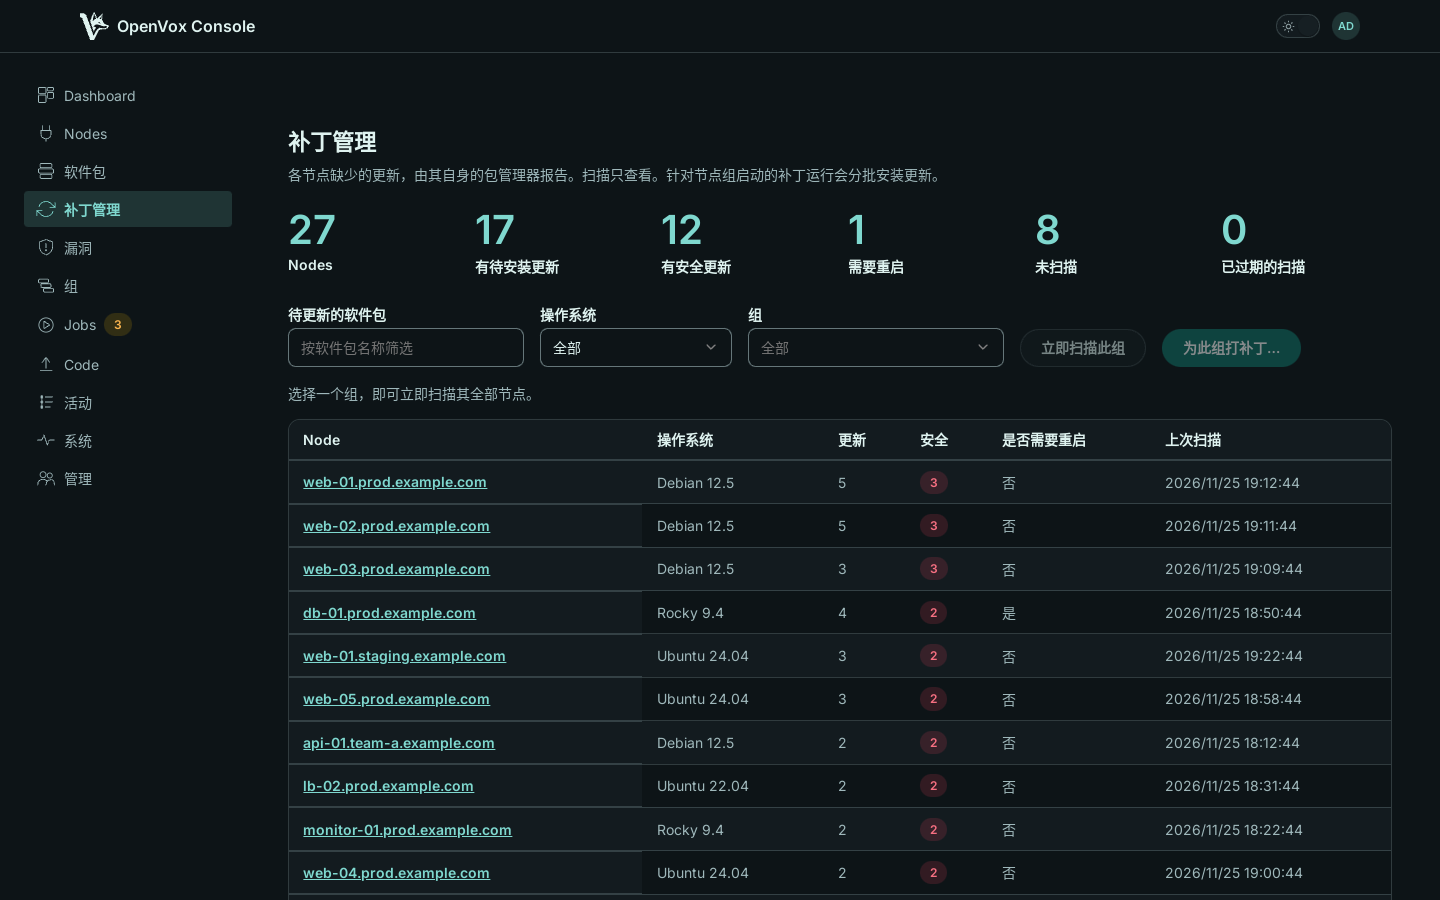 OpenVox Console
AD
Dashboard
Nodes
软件包
补丁管理
漏洞
组
Jobs 3
Code
活动
系统
管理
补丁管理
各节点缺少的更新，由其自身的包管理器报告。扫描只查看。针对节点组启动的补丁运行会分批安装更新。
27 17 12 1 8 0
Nodes 有待安装更新 有安全更新 需要重启 未扫描 已过期的扫描
待更新的软件包 操作系统 组
按软件包名称筛选 全部 全部 立即扫描此组 为此组打补丁...
选择一个组，即可立即扫描其全部节点。
Node 操作系统 更新 安全 是否需要重启 上次扫描
web-01.prod.example.com Debian 12.5 5 3 否 2026/11/25 19:12:44
web-02.prod.example.com Debian 12.5 5 3 否 2026/11/25 19:11:44
web-03.prod.example.com Debian 12.5 3 3 否 2026/11/25 19:09:44
db-01.prod.example.com Rocky 9.4 4 2 是 2026/11/25 18:50:44
web-01.staging.example.com Ubuntu 24.04 3 2 否 2026/11/25 19:22:44
web-05.prod.example.com Ubuntu 24.04 3 2 否 2026/11/25 18:58:44
api-01.team-a.example.com Debian 12.5 2 2 否 2026/11/25 18:12:44
lb-02.prod.example.com Ubuntu 22.04 2 2 否 2026/11/25 18:31:44
monitor-01.prod.example.com Rocky 9.4 2 2 否 2026/11/25 18:22:44
web-04.prod.example.com Ubuntu 24.04 2 2 否 2026/11/25 19:00:44